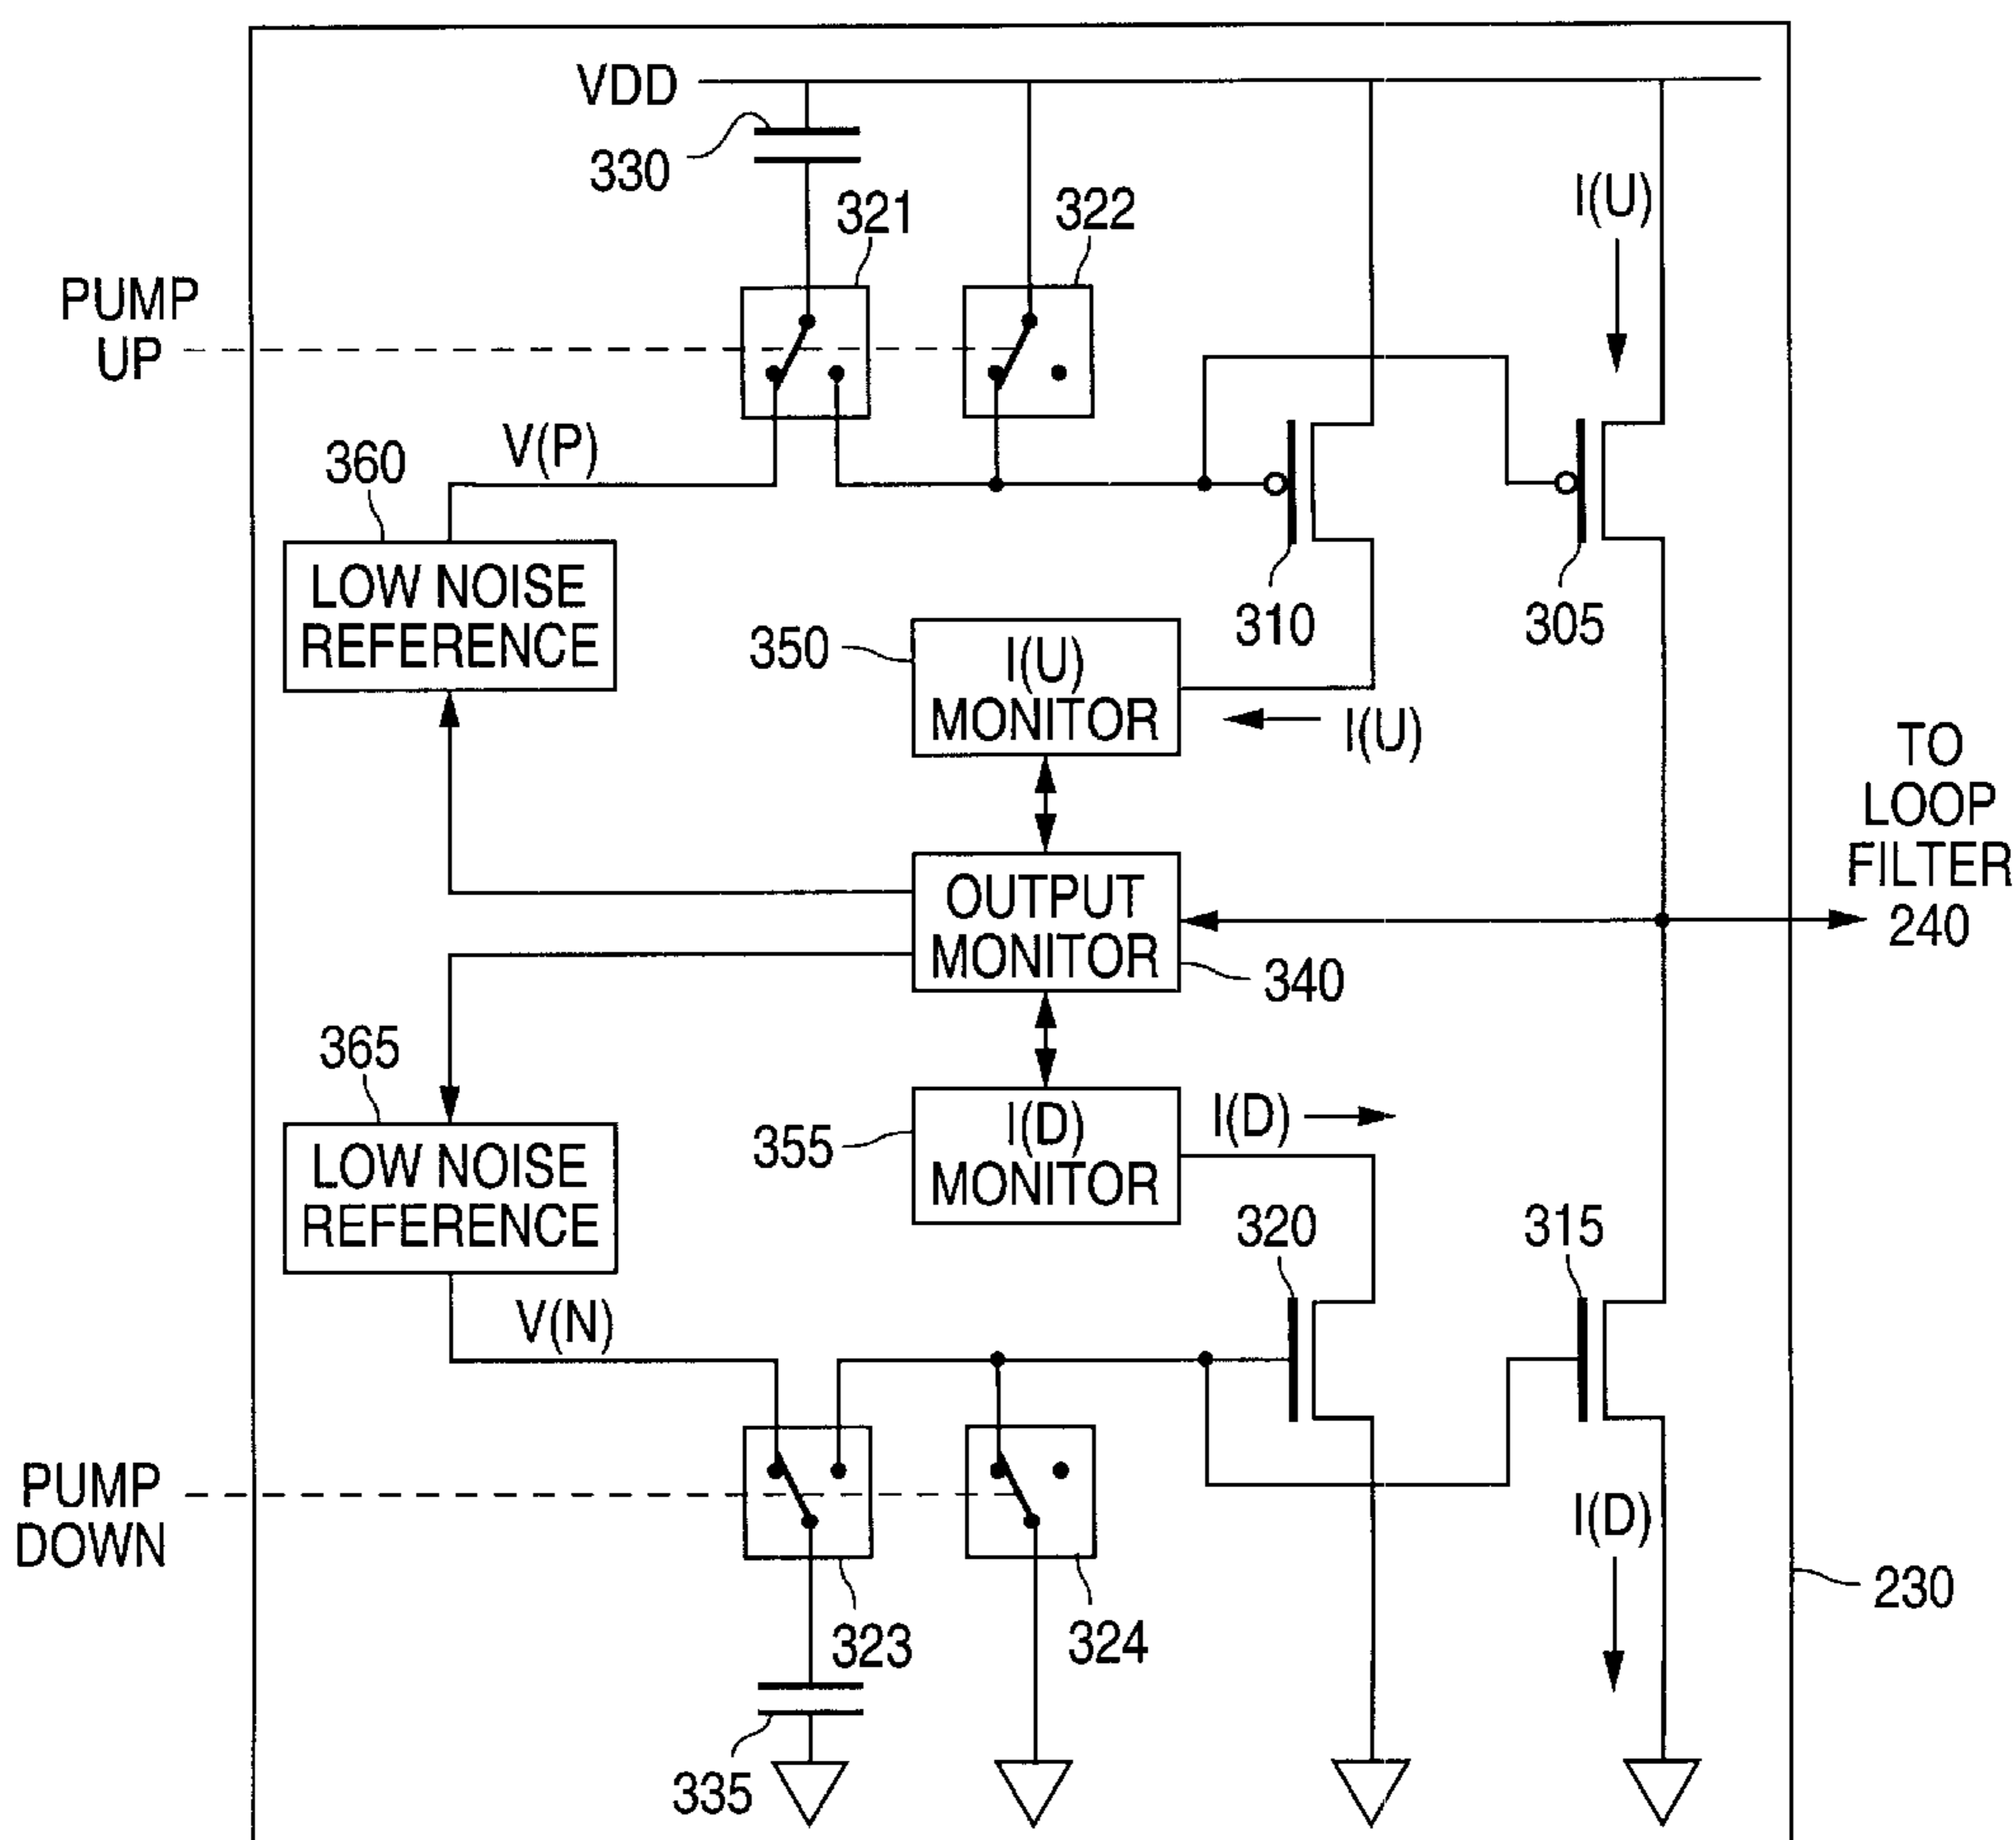 VDD
330
321
322
I(U)
PUMP
UP
V(P)
360
LOW NOISE
REFERENCE
310
305
350
I(U)
MONITOR
I(U)
TO
LOOP
FILTER
240
OUTPUT
MONITOR
340
365
LOW NOISE
REFERENCE
355
I(D)
MONITOR
I(D)
320
315
V(N)
PUMP
DOWN
I(D)
230
323
324
335